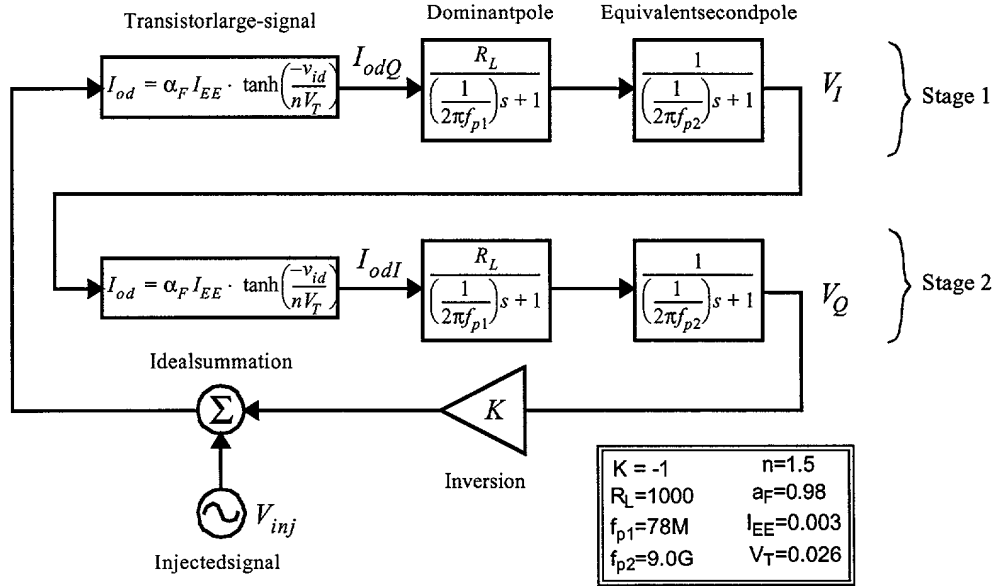 Transistorlarge-signal
Dominantpole
Equivalentsecondpole
I_od = α_F I_EE · tanh(-v_id / nV_T)
I_odQ
R_L / ((1 / 2πf_p1)s + 1)
1 / ((1 / 2πf_p2)s + 1)
V_I
Stage 1
I_od = α_F I_EE · tanh(-v_id / nV_T)
I_odI
R_L / ((1 / 2πf_p1)s + 1)
1 / ((1 / 2πf_p2)s + 1)
V_Q
Stage 2
Idealsummation
Σ
K
Inversion
V_inj
Injectedsignal
K = -1
n=1.5
R_L=1000
a_F=0.98
f_p1=78M
I_EE=0.003
f_p2=9.0G
V_T=0.026